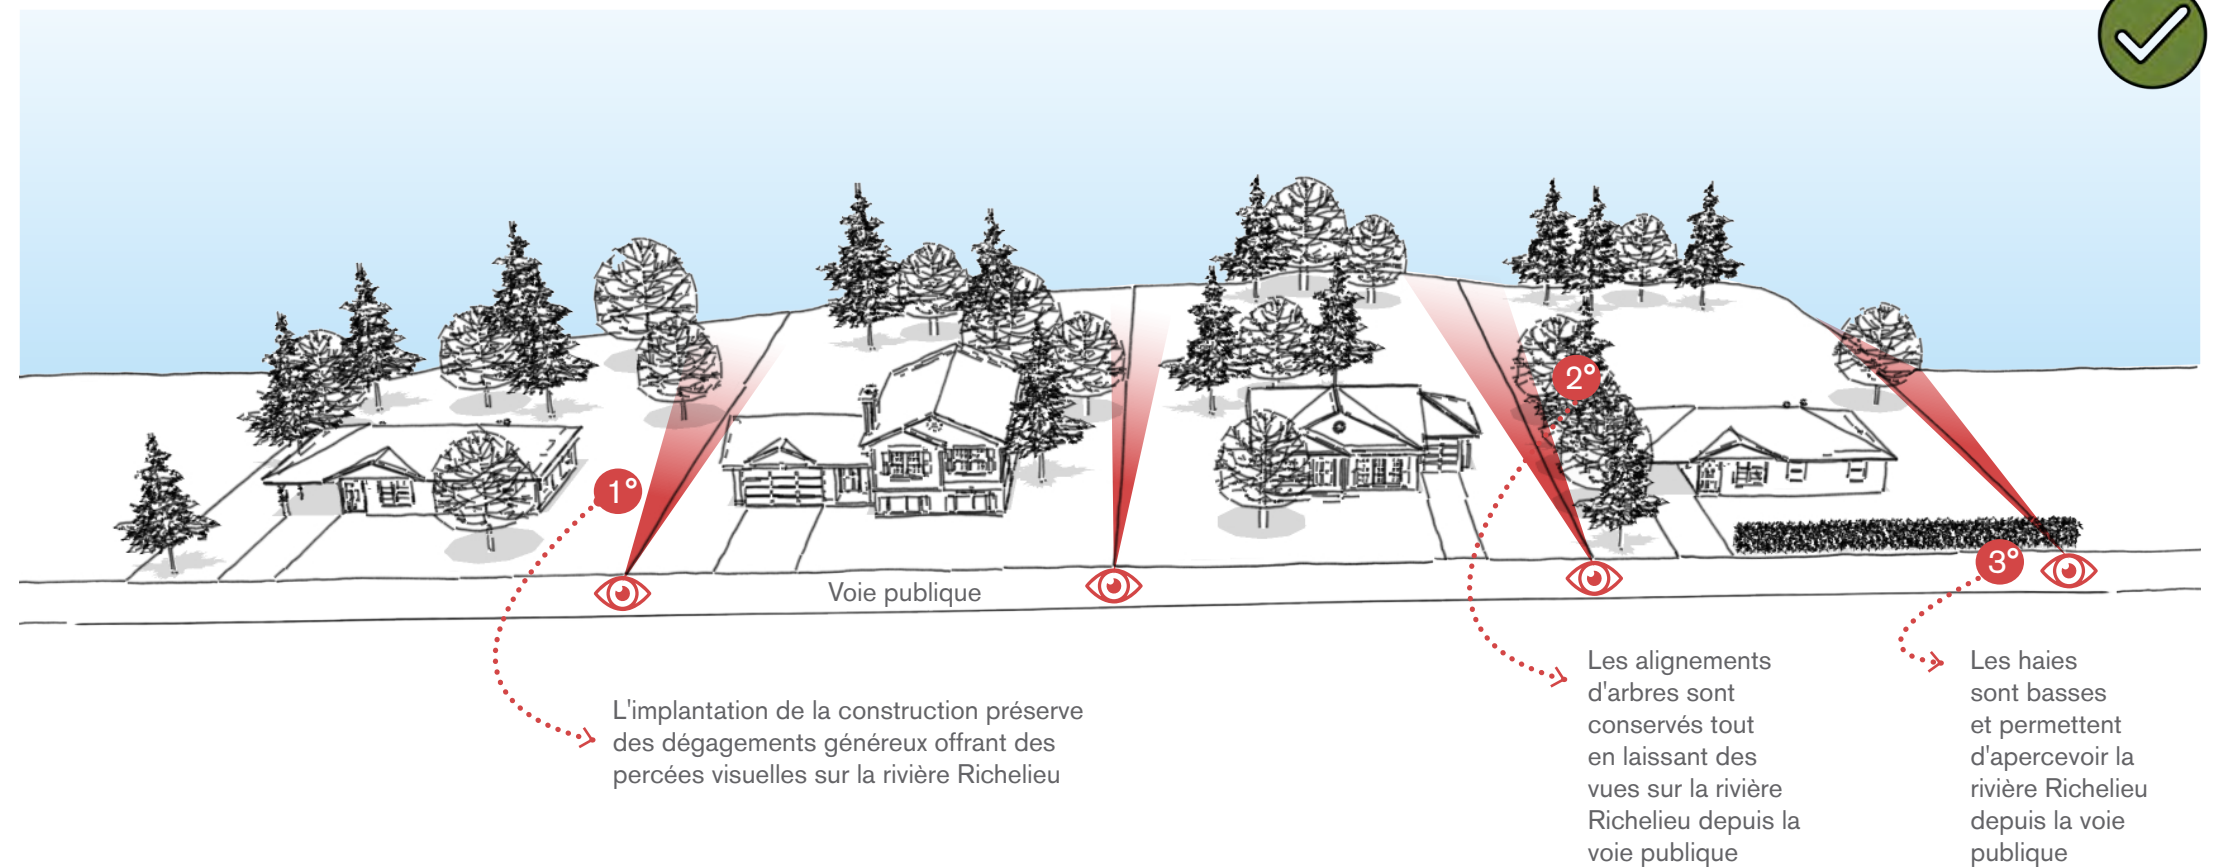 1°
2°
3°
Voie publique
L'implantation de la construction préserve
des dégagements généreux offrant des
percées visuelles sur la rivière Richelieu
Les alignements
d'arbres sont
conservés tout
en laissant des
vues sur la rivière
Richelieu depuis la
voie publique
Les haies
sont basses
et permettent
d'apercevoir la
rivière Richelieu
depuis la voie
publique